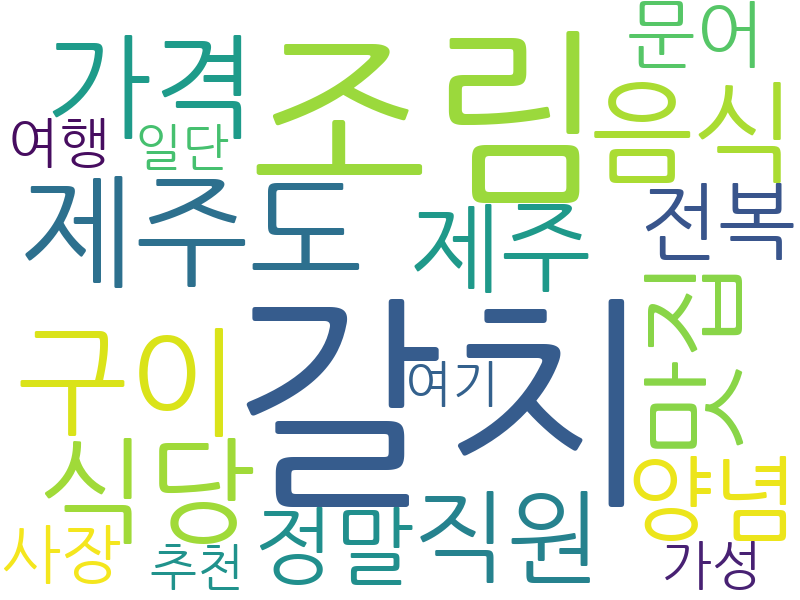 문어
가격
조림
음식
여행
일단
제주도
제주
전복
맛집
구이
갈치
여기
식당
양념
정말
직원
사장
추천
가성